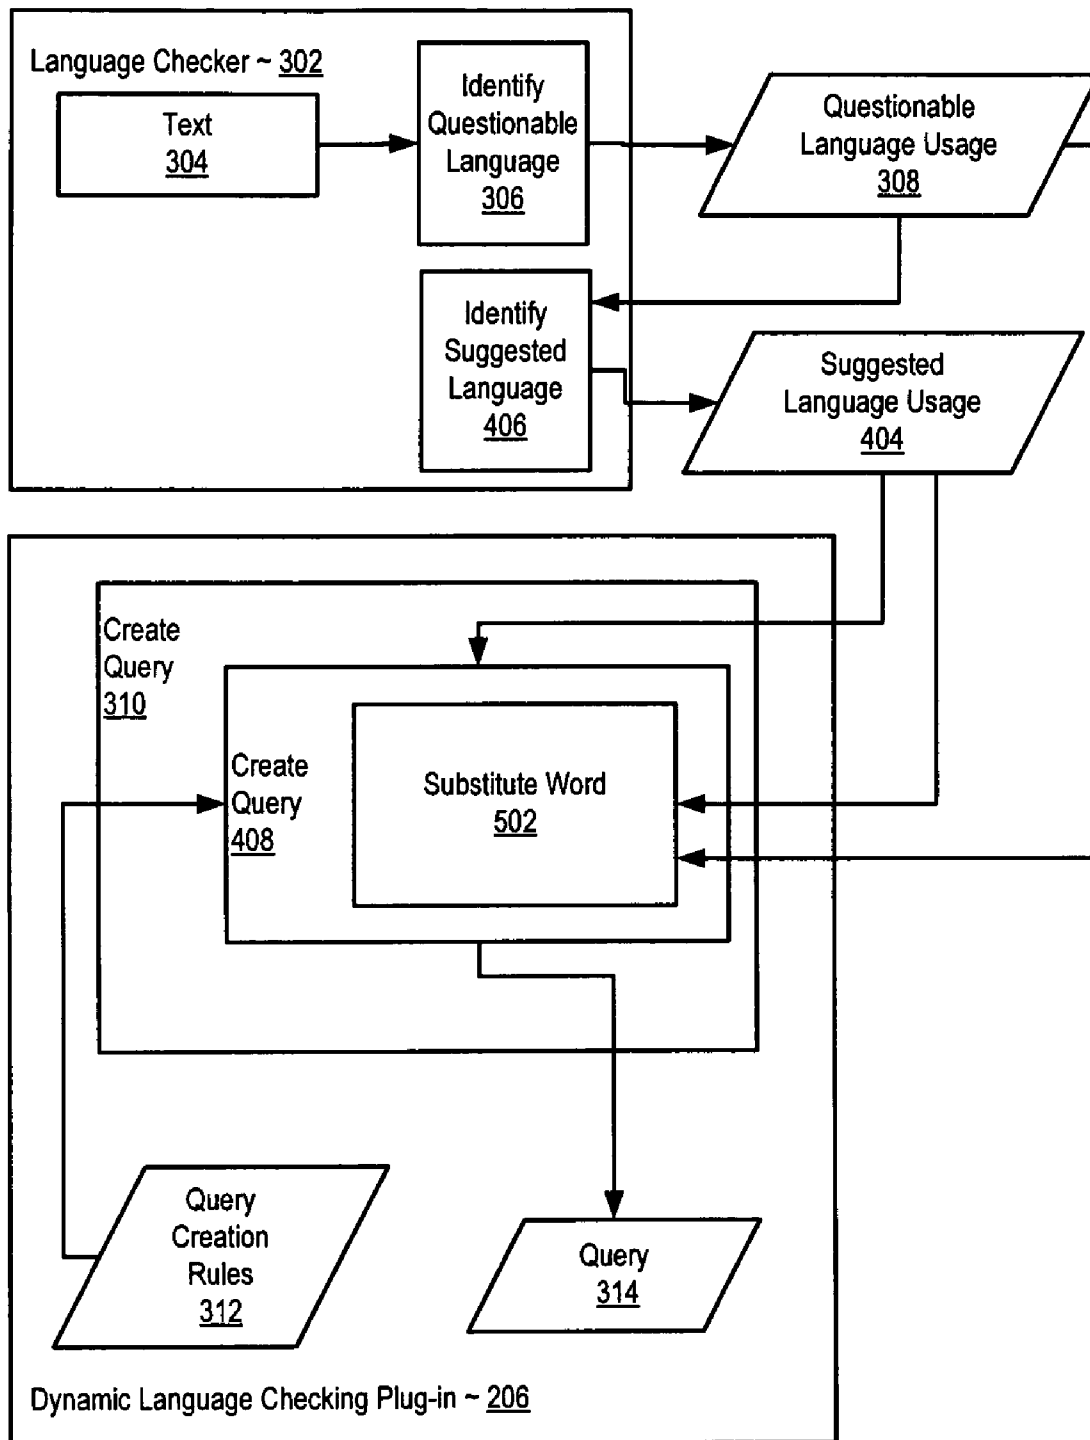 Language Checker ~ 302
Text
304
Identify
Questionable
Language
306
Questionable
Language Usage
308
Identify
Suggested
Language
406
Suggested
Language Usage
404
Create
Query
310
Create
Query
408
Substitute Word
502
Query
Creation
Rules
312
Query
314
Dynamic Language Checking Plug-in ~ 206